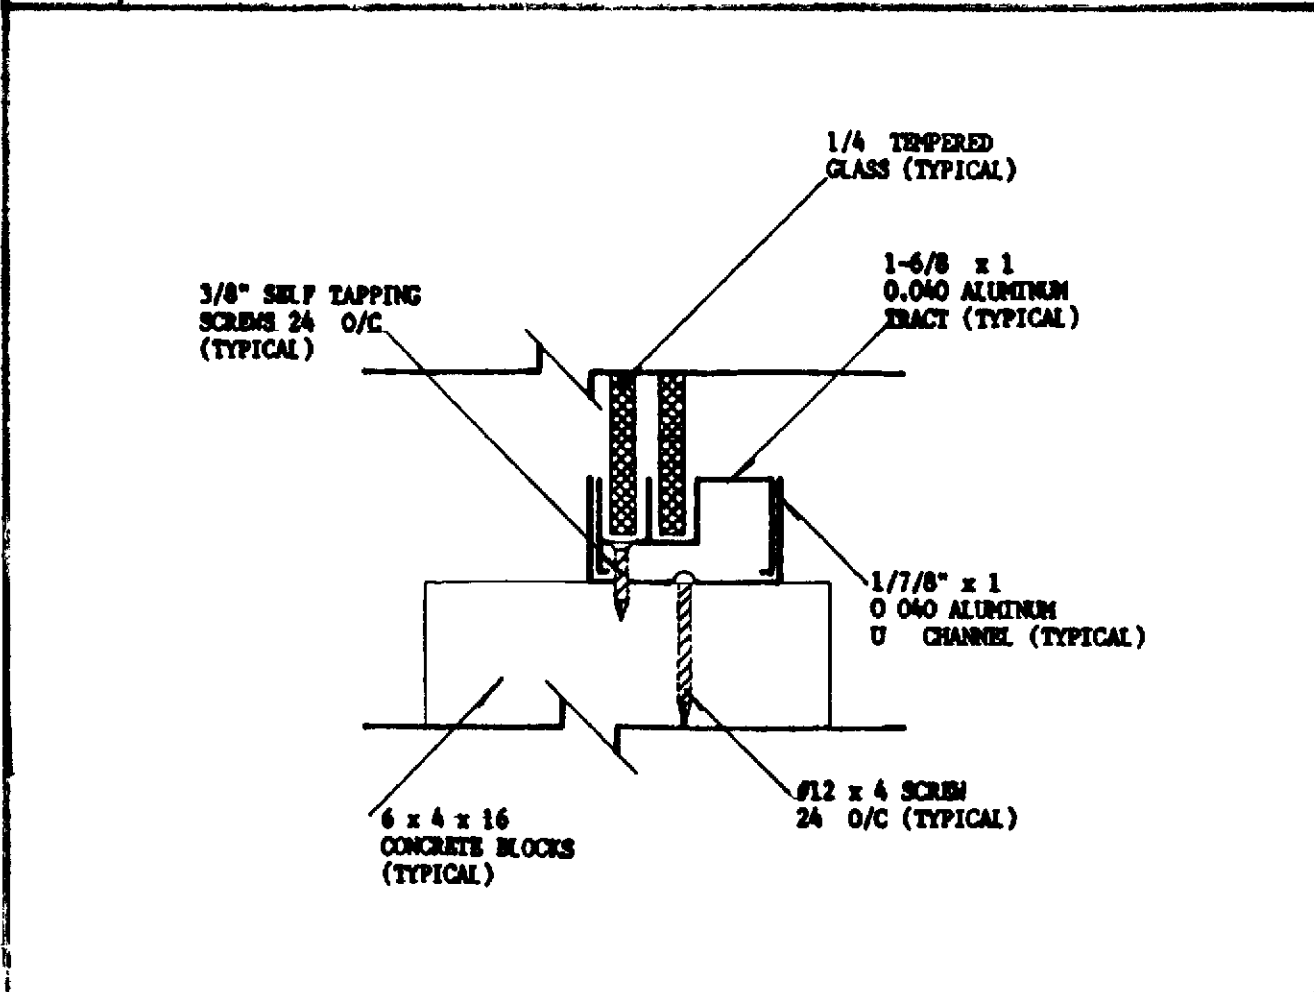 1/4 TEMPERED
GLASS (TYPICAL)
1-6/8 x 1
0.040 ALUMINUM
TRACT (TYPICAL)
3/8" SELF TAPPING
SCREWS 24 O/C
(TYPICAL)
1/7/8" x 1
0 040 ALUMINUM
U CHANNEL (TYPICAL)
#12 x 4 SCREW
24 O/C (TYPICAL)
6 x 4 x 16
CONCRETE BLOCKS
(TYPICAL)